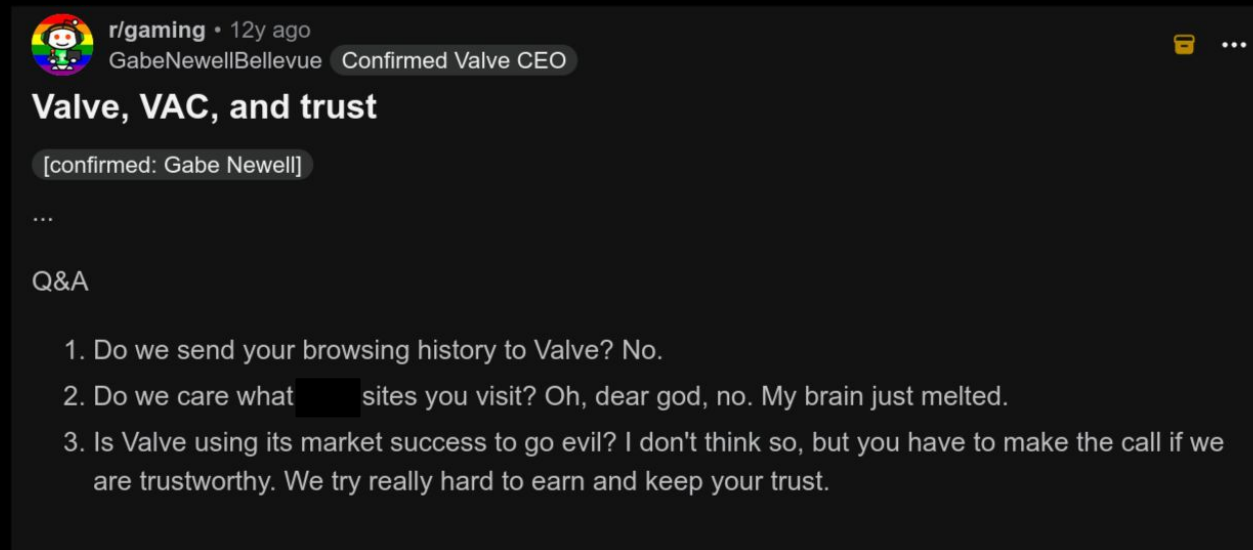 r/gaming • 12y ago
GabeNewellBellevue Confirmed Valve CEO
Valve, VAC, and trust
[confirmed: Gabe Newell]
...
Q&A
1. Do we send your browsing history to Valve? No.
2. Do we care what sites you visit? Oh, dear god, no. My brain just melted.
3. Is Valve using its market success to go evil? I don't think so, but you have to make the call if we
are trustworthy. We try really hard to earn and keep your trust.